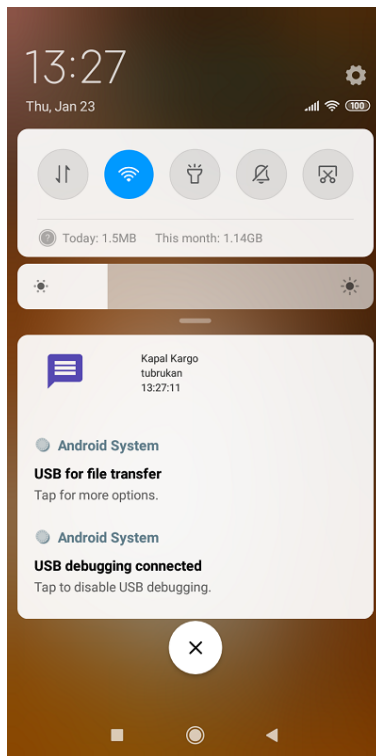 13:27
Thu, Jan 23
100
Today: 1.5MB This month: 1.14GB
Kapal Kargo
tubrukan
13:27:11
Android System
USB for file transfer
Tap for more options.
Android System
USB debugging connected
Tap to disable USB debugging.